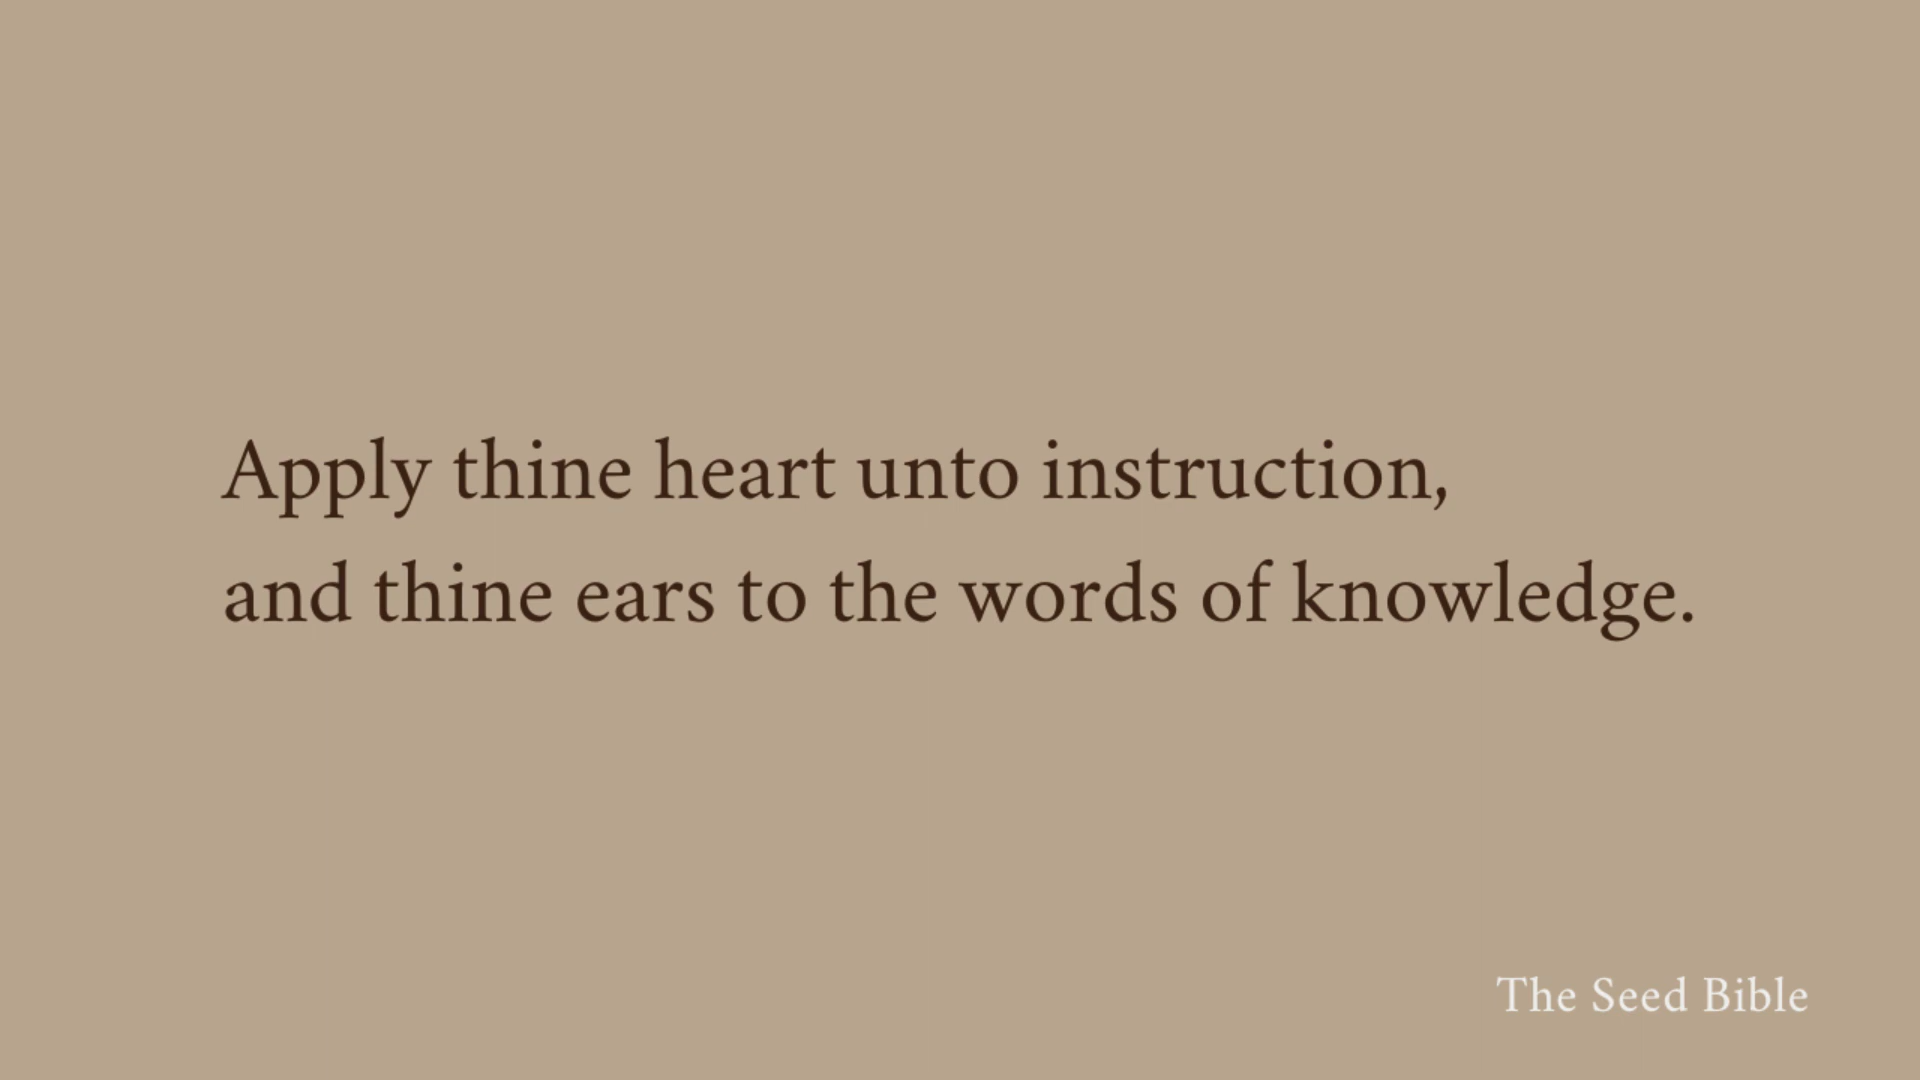 Apply thine heart unto instruction,
and thine ears to the words of knowledge.
The Seed Bible